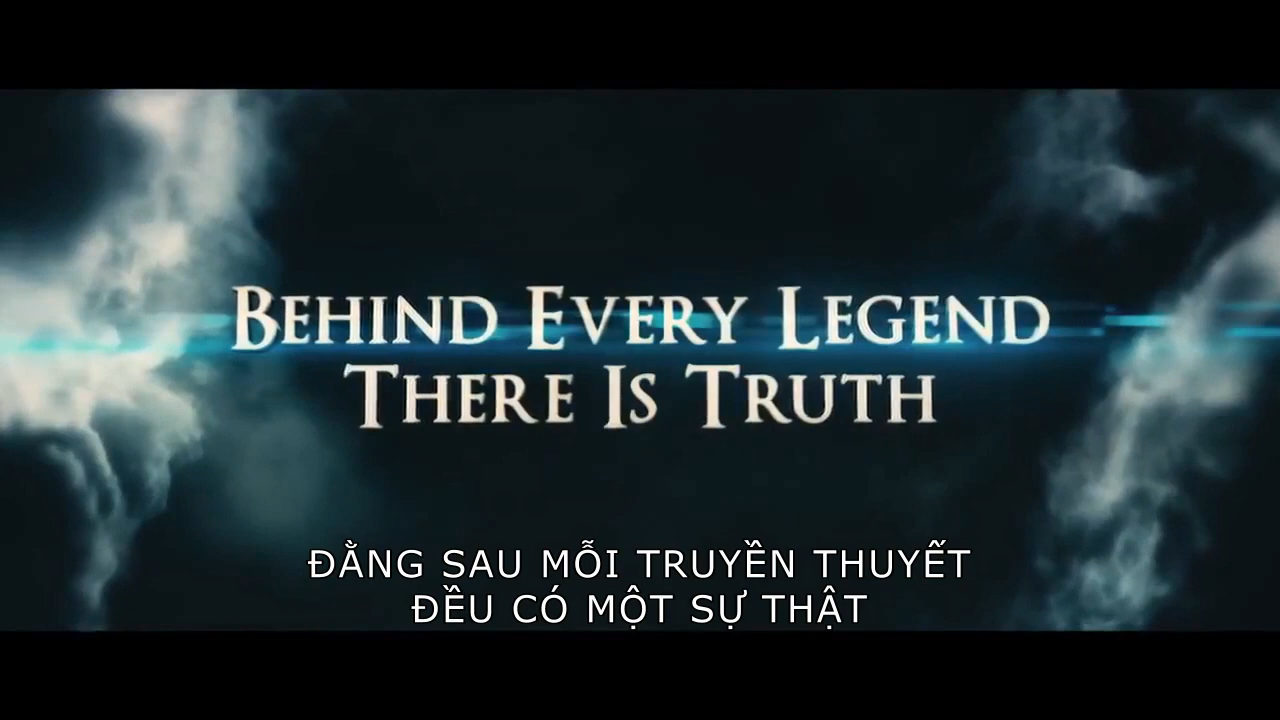 BEHIND EVERY LEGEND
THERE IS TRUTH
ĐẰNG SAU MỖI TRUYỀN THUYẾT
ĐỀU CÓ MỘT SỰ THẬT